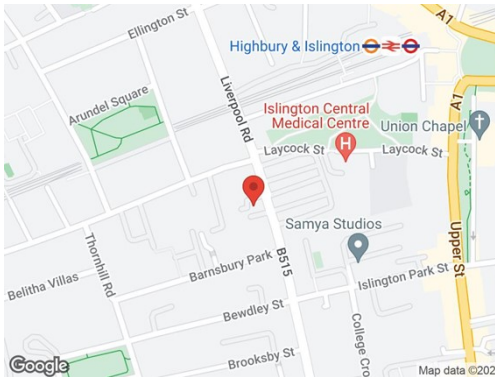 Ellington St
A1
Highbury & Islington
Liverpool Rd
Arundel Square
A1
Islington Central
Medical Centre
Union Chapel
Laycock St
Laycock St
H
Samya Studios
Upper St
Thornhill Rd
B515
Barnsbury Park
Belitha Villas
Islington Park St
Bewdley St
College Cro
Brooksby St
Google
Map data ©202